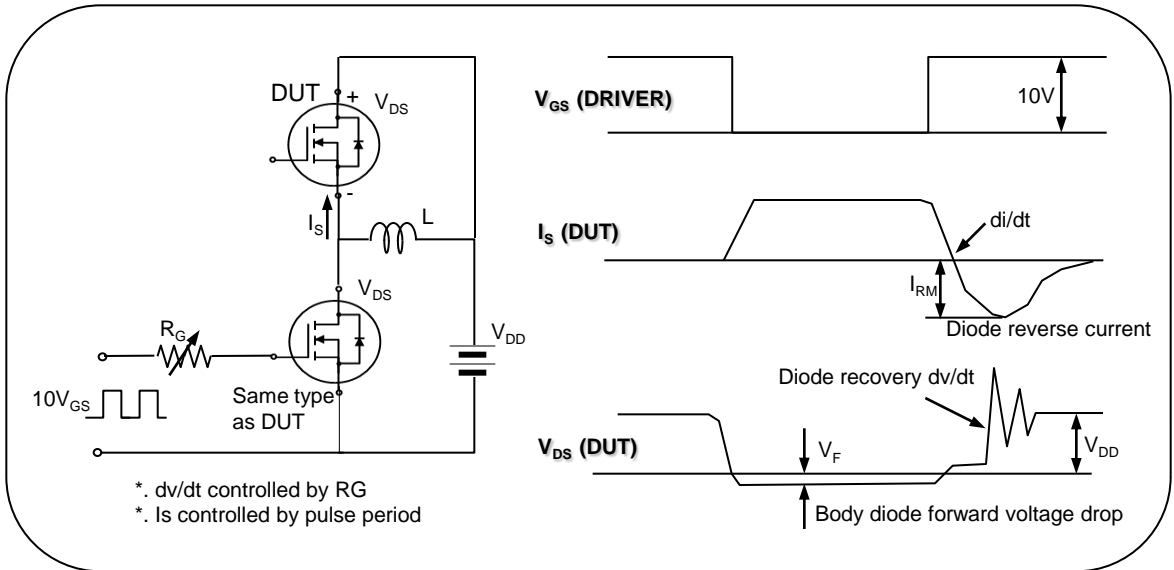 DUT
+
V_DS
-
I_S
L
V_DS
R_G
V_DD
10V_GS
Same type
as DUT
*. dv/dt controlled by RG
*. Is controlled by pulse period
V_GS (DRIVER)
10V
I_S (DUT)
di/dt
I_RM
Diode reverse current
Diode recovery dv/dt
V_DS (DUT)
V_F
V_DD
Body diode forward voltage drop